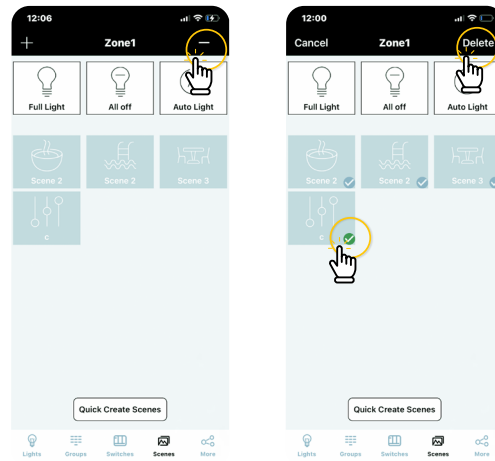 12:06
Zone1
Full Light
All off
Auto Light
Scene 2
Scene 2
Scene 3
c
Quick Create Scenes
Lights
Groups
Switches
Scenes
More
12:00
Cancel
Zone1
Delete
Full Light
All off
Auto Light
Scene 2
Scene 2
Scene 3
c
Quick Create Scenes
Lights
Groups
Switches
Scenes
More